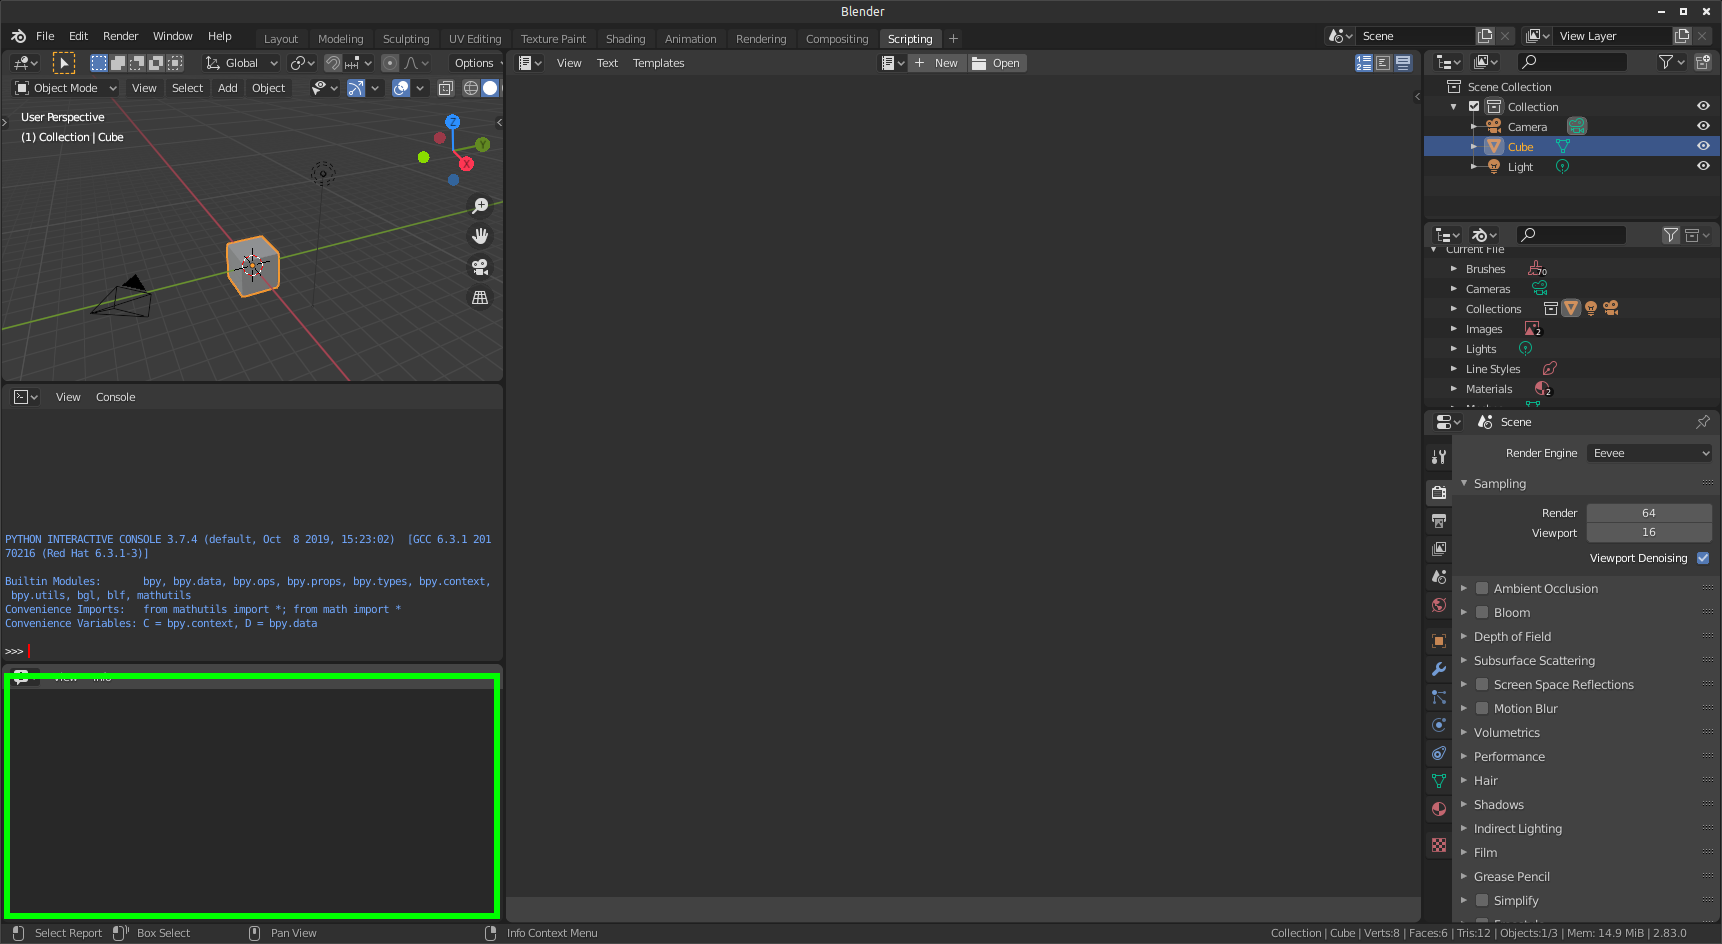 Blender
File Edit Render Window Help
Layout Modeling Sculpting UV Editing Texture Paint Shading Animation Rendering Compositing Scripting +
Scene
View Layer
Global
Options
View Text Templates
+ New
Open
Object Mode View Select Add Object
User Perspective
(1) Collection | Cube
Z
Y
X
Scene Collection
Collection
Camera
Cube
Light
Current File
Brushes 70
Cameras
Collections
Images 2
Lights
Line Styles
Materials 2
View Console
PYTHON INTERACTIVE CONSOLE 3.7.4 (default, Oct  8 2019, 15:23:02)  [GCC 6.3.1 201
70216 (Red Hat 6.3.1-3)]
Builtin Modules:       bpy, bpy.data, bpy.ops, bpy.props, bpy.types, bpy.context,
bpy.utils, bgl, blf, mathutils
Convenience Imports:   from mathutils import *; from math import *
Convenience Variables: C = bpy.context, D = bpy.data
>>>
View Info
Scene
Render Engine Eevee
Sampling
Render 64
Viewport 16
Viewport Denoising
Ambient Occlusion
Bloom
Depth of Field
Subsurface Scattering
Screen Space Reflections
Motion Blur
Volumetrics
Performance
Hair
Shadows
Indirect Lighting
Film
Grease Pencil
Simplify
Select Report Box Select Pan View Info Context Menu
Collection | Cube | Verts:8 | Faces:6 | Tris:12 | Objects:1/3 | Mem: 14.9 MiB | 2.83.0